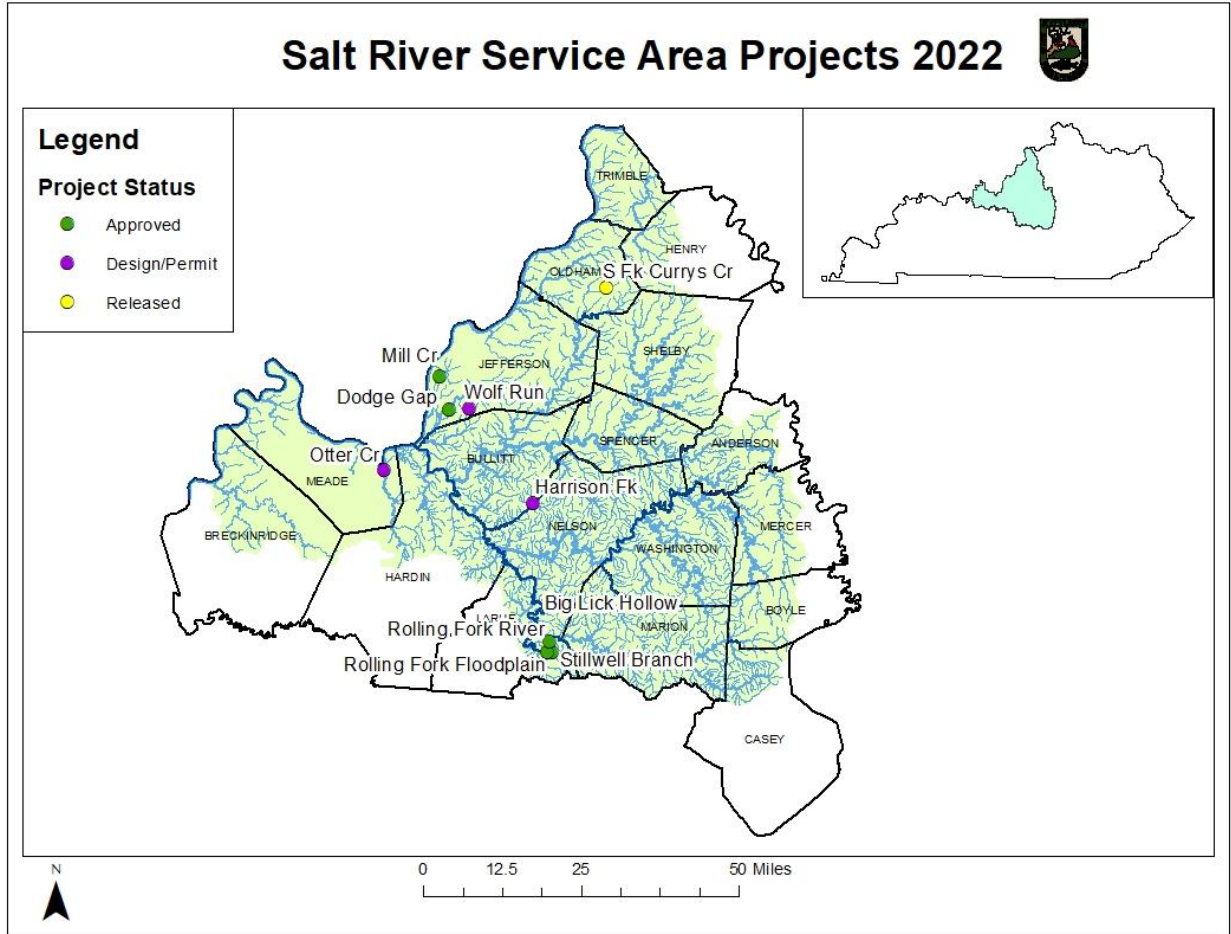 Salt River Service Area Projects 2022
Legend
Project Status
Approved
Design/Permit
Released
TRIMBLE
HENRY
OLDHAM
S Fk Currys Cr
SHELBY
Mill Cr
JEFFERSON
Dodge Gap
Wolf Run
SPENCER
ANDERSON
Otter Cr
BULLITT
MEADE
Harrison Fk
NELSON
MERCER
BRECKINRIDGE
WASHINGTON
HARDIN
Big Lick Hollow
BOYLE
LARUE
MARION
Rolling Fork River
Rolling Fork Floodplain
Stillwell Branch
CASEY
N
0 12.5 25 50 Miles